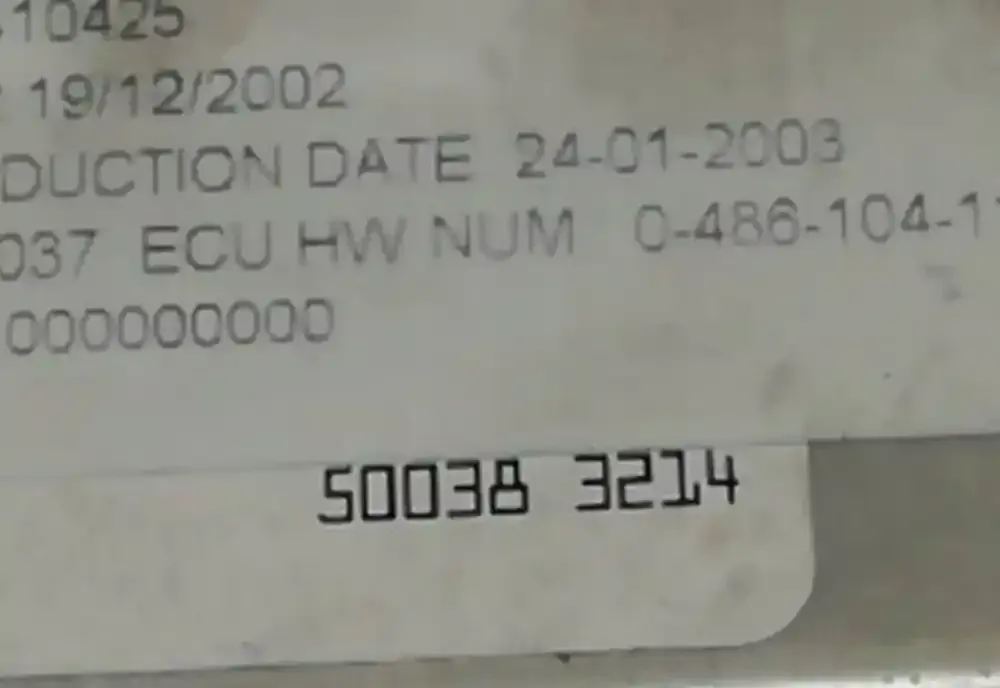 10425
19/12/2002
DUCTION DATE 24-01-2003
037 ECU HW NUM 0-486-104-1
000000000
50038 3214